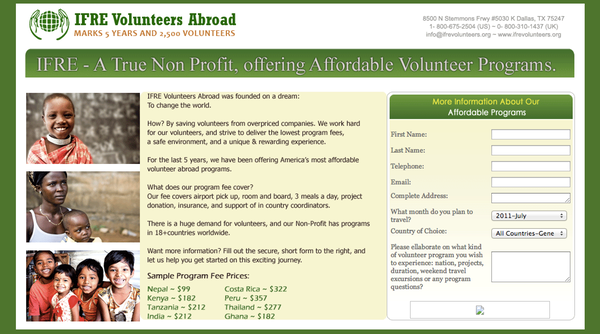 IFRE Volunteers Abroad
MARKS 5 YEARS AND 2,500 VOLUNTEERS
8500 N Stemmons Frwy #5030 K Dallas, TX 75247
1- 800-675-2504 (US) ~ 0- 800-310-1437 (UK)
info@ifrevolunteers.org ~ www.ifrevolunteers.org
IFRE - A True Non Profit, offering Affordable Volunteer Programs.
IFRE Volunteers Abroad was founded on a dream:
To change the world.
How? By saving volunteers from overpriced companies. We work hard
for our volunteers, and strive to deliver the lowest program fees,
a safe environment, and a unique & rewarding experience.
For the last 5 years, we have been offering America's most affordable
volunteer abroad programs.
What does our program fee cover?
Our fee covers airport pick up, room and board, 3 meals a day, project
donation, insurance, and support of in country coordinators.
There is a huge demand for volunteers, and our Non-Profit has programs
in 18+countries worldwide.
Want more information? Fill out the secure, short form to the right, and
let us help you get started on this exciting journey.
Sample Program Fee Prices:
Nepal ~ $99 Costa Rica ~ $322
Kenya ~ $182 Peru ~ $357
Tanzania ~ $212 Thailand ~ $277
India ~ $212 Ghana ~ $182
More Information About Our
Affordable Programs
First Name:
Last Name:
Telephone:
Email:
Complete Address:
What month do you plan to
travel?
2011-July
Country of Choice:
All Countries-Gene
Please ellaborate on what kind
of volunteer program you wish
to experience: nation, projects,
duration, weekend travel
excursions or any program
questions?